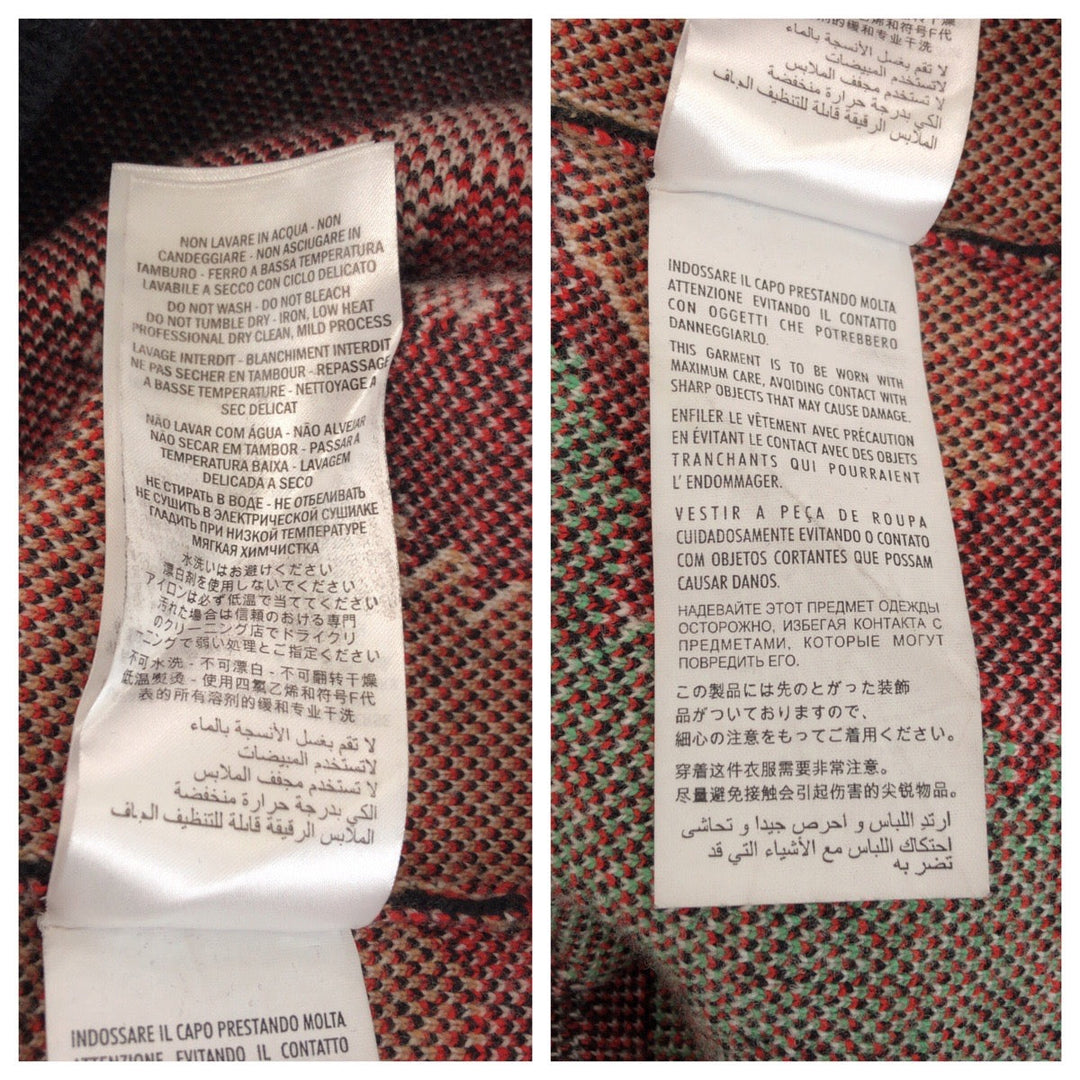 NON LAVARE IN ACQUA - NON
CANDEGGIARE - NON ASCIUGARE IN
TAMBURO - FERRO A BASSA TEMPERATURA
LAVABILE A SECCO CON CICLO DELICATO
DO NOT WASH - DO NOT BLEACH
DO NOT TUMBLE DRY - IRON, LOW HEAT
PROFESSIONAL DRY CLEAN, MILD PROCESS
LAVAGE INTERDIT - BLANCHIMENT INTERDIT
NE PAS SECHER EN TAMBOUR - REPASSAGE
A BASSE TEMPERATURE - NETTOYAGE A
SEC DELICAT
NÃO LAVAR COM ÁGUA - NÃO ALVEJAR
NÃO SECAR EM TAMBOR - PASSAR A
TEMPERATURA BAIXA - LAVAGEM
DELICADA A SECO
НЕ СТИРАТЬ В ВОДЕ - НЕ ОТБЕЛИВАТЬ
НЕ СУШИТЬ В ЭЛЕКТРИЧЕСКОЙ СУШИЛКЕ
ГЛАДИТЬ ПРИ НИЗКОЙ ТЕМПЕРАТУРЕ
МЯГКАЯ ХИМЧИСТКА
水洗いはお避けください
漂白剤を使用しないでください
アイロンは必ず低温で当ててください
汚れた場合は信頼のおける専門
のクリーニング店でドライクリ
ーニングで弱い処理とご指定ください
不可水洗 - 不可漂白 - 不可翻转干燥
低温熨烫 - 使用四氯乙烯和符号F代
表的所有溶剂的缓和专业干洗
لا تقم بغسل الأنسجة بالماء
لاتستخدم المبيضات
لا تستخدم مجفف الملابس
الكي بدرجة حرارة منخفضة
الملابس الرقيقة قابلة للتنظيف الجاف
INDOSSARE IL CAPO PRESTANDO MOLTA
ATTENZIONE EVITANDO IL CONTATTO
低温熨烫 - 使用四氯乙烯和符号F代
表的所有溶剂的缓和专业干洗
لا تقم بغسل الأنسجة بالماء
لاتستخدم المبيضات
لا تستخدم مجفف الملابس
الكي بدرجة حرارة منخفضة
الملابس الرقيقة قابلة للتنظيف الجاف
INDOSSARE IL CAPO PRESTANDO MOLTA
ATTENZIONE EVITANDO IL CONTATTO
CON OGGETTI CHE POTREBBERO
DANNEGGIARLO.
THIS GARMENT IS TO BE WORN WITH
MAXIMUM CARE, AVOIDING CONTACT WITH
SHARP OBJECTS THAT MAY CAUSE DAMAGE.
ENFILER LE VÊTEMENT AVEC PRÉCAUTION
EN ÉVITANT LE CONTACT AVEC DES OBJETS
TRANCHANTS QUI POURRAIENT
L' ENDOMMAGER.
VESTIR A PEÇA DE ROUPA
CUIDADOSAMENTE EVITANDO O CONTATO
COM OBJETOS CORTANTES QUE POSSAM
CAUSAR DANOS.
НАДЕВАЙТЕ ЭТОТ ПРЕДМЕТ ОДЕЖДЫ
ОСТОРОЖНО, ИЗБЕГАЯ КОНТАКТА С
ПРЕДМЕТАМИ, КОТОРЫЕ МОГУТ
ПОВРЕДИТЬ ЕГО.
この製品には先のとがった装飾
品がついておりますので、
細心の注意をもってご着用ください。
穿着这件衣服需要非常注意。
尽量避免接触会引起伤害的尖锐物品。
ارتدِ اللباس و احرص جيدا و تحاشى
احتكاك اللباس مع الأشياء التي قد
تضر به